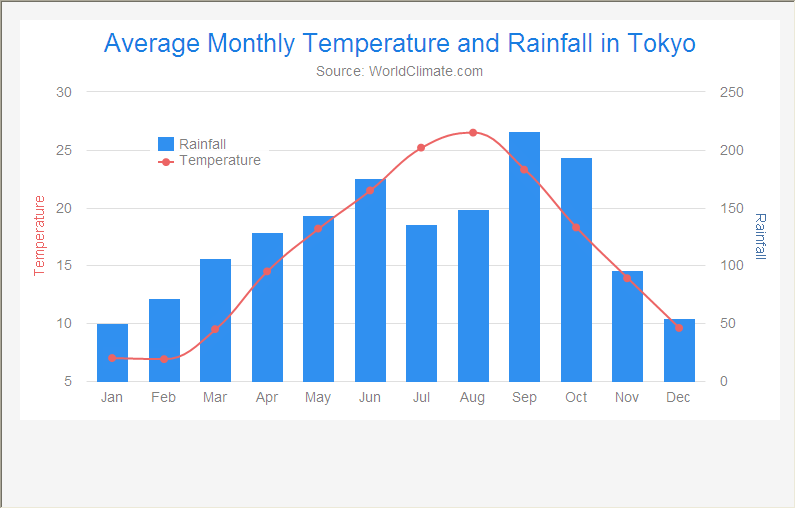 Average Monthly Temperature and Rainfall in Tokyo
Source: WorldClimate.com
30
25
20
15
10
5
Temperature
Rainfall
Temperature
250
200
150
100
50
0
Rainfall
Jan Feb Mar Apr May Jun Jul Aug Sep Oct Nov Dec